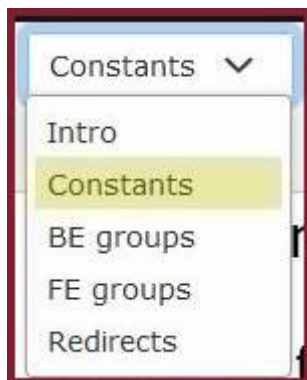 Constants
Intro
Constants
BE groups
FE groups
Redirects